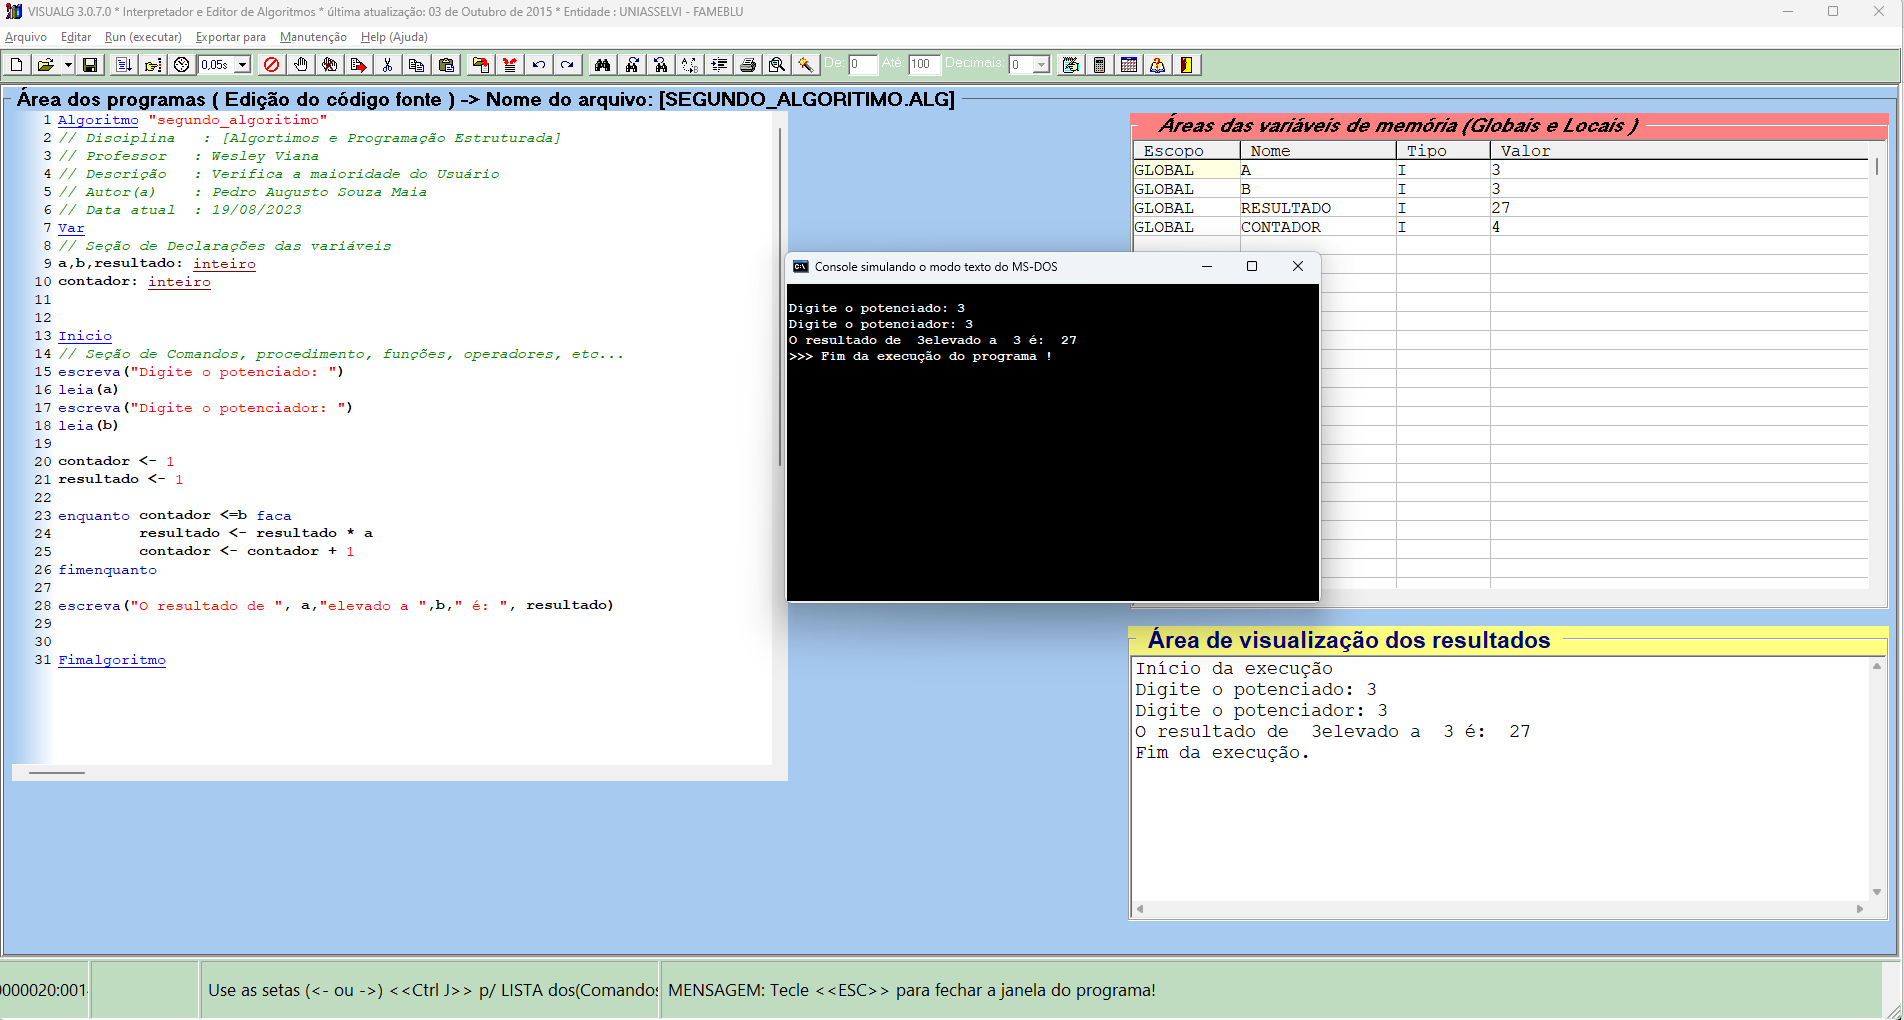 VISUALG 3.0.7.0 * Interpretador e Editor de Algoritmos * última atualização: 03 de Outubro de 2015 * Entidade : UNIASSELVI - FAMEBLU
Arquivo Editar Run (executar) Exportar para Manutenção Help (Ajuda)
0,05s De: 0 Até: 100 Decimais: 0
Área dos programas ( Edição do código fonte ) -> Nome do arquivo: [SEGUNDO_ALGORITIMO.ALG]
1 Algoritmo "segundo_algoritimo"
2 // Disciplina : [Algortimos e Programação Estruturada]
3 // Professor : Wesley Viana
4 // Descrição : Verifica a maioridade do Usuário
5 // Autor(a) : Pedro Augusto Souza Maia
6 // Data atual : 19/08/2023
7 Var
8 // Seção de Declarações das variáveis
9 a,b,resultado: inteiro
10 contador: inteiro
11
12
13 Inicio
14 // Seção de Comandos, procedimento, funções, operadores, etc...
15 escreva("Digite o potenciado: ")
16 leia(a)
17 escreva("Digite o potenciador: ")
18 leia(b)
19
20 contador <- 1
21 resultado <- 1
22
23 enquanto contador <=b faca
24 resultado <- resultado * a
25 contador <- contador + 1
26 fimenquanto
27
28 escreva("O resultado de ", a,"elevado a ",b," é: ", resultado)
29
30
31 Fimalgoritmo
Áreas das variáveis de memória (Globais e Locais )
Escopo Nome Tipo Valor
GLOBAL A I 3
GLOBAL B I 3
GLOBAL RESULTADO I 27
GLOBAL CONTADOR I 4
Console simulando o modo texto do MS-DOS
Digite o potenciado: 3
Digite o potenciador: 3
O resultado de  3elevado a  3 é:  27
>>> Fim da execução do programa !
Área de visualização dos resultados
Início da execução
Digite o potenciado: 3
Digite o potenciador: 3
O resultado de  3elevado a  3 é:  27
Fim da execução.
Use as setas (<- ou ->) <<Ctrl J>> p/ LISTA dos(Comandos
MENSAGEM: Tecle <<ESC>> para fechar a janela do programa!